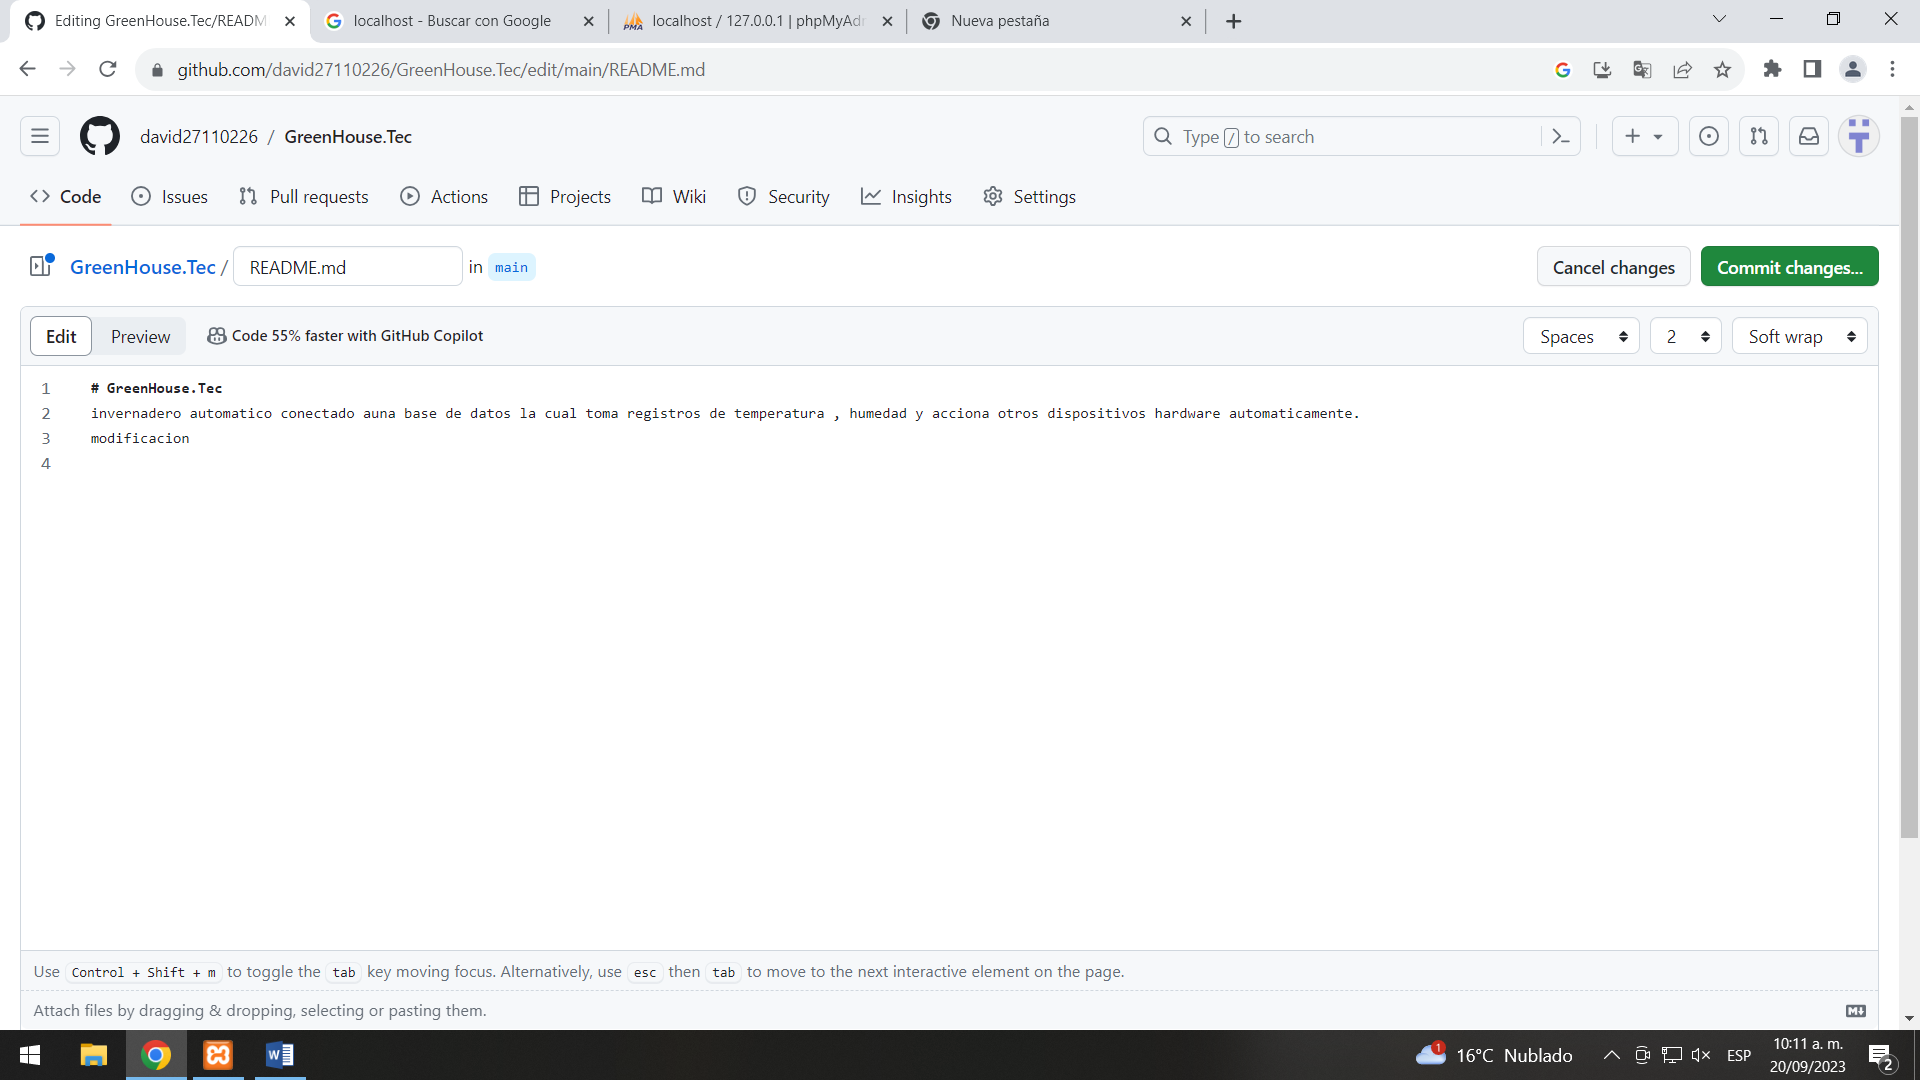 Editing GreenHouse.Tec/READM
localhost - Buscar con Google
localhost / 127.0.0.1 | phpMyAdm
Nueva pestaña
github.com/david27110226/GreenHouse.Tec/edit/main/README.md
david27110226 / GreenHouse.Tec
Type / to search
Code
Issues
Pull requests
Actions
Projects
Wiki
Security
Insights
Settings
GreenHouse.Tec / README.md in main
Cancel changes
Commit changes...
Edit
Preview
Code 55% faster with GitHub Copilot
Spaces
2
Soft wrap
1 # GreenHouse.Tec
2 invernadero automatico conectado auna base de datos la cual toma registros de temperatura , humedad y acciona otros dispositivos hardware automaticamente.
3 modificacion
4
Use Control + Shift + m to toggle the tab key moving focus. Alternatively, use esc then tab to move to the next interactive element on the page.
Attach files by dragging & dropping, selecting or pasting them.
1
16°C Nublado
ESP
10:11 a. m.
20/09/2023
2